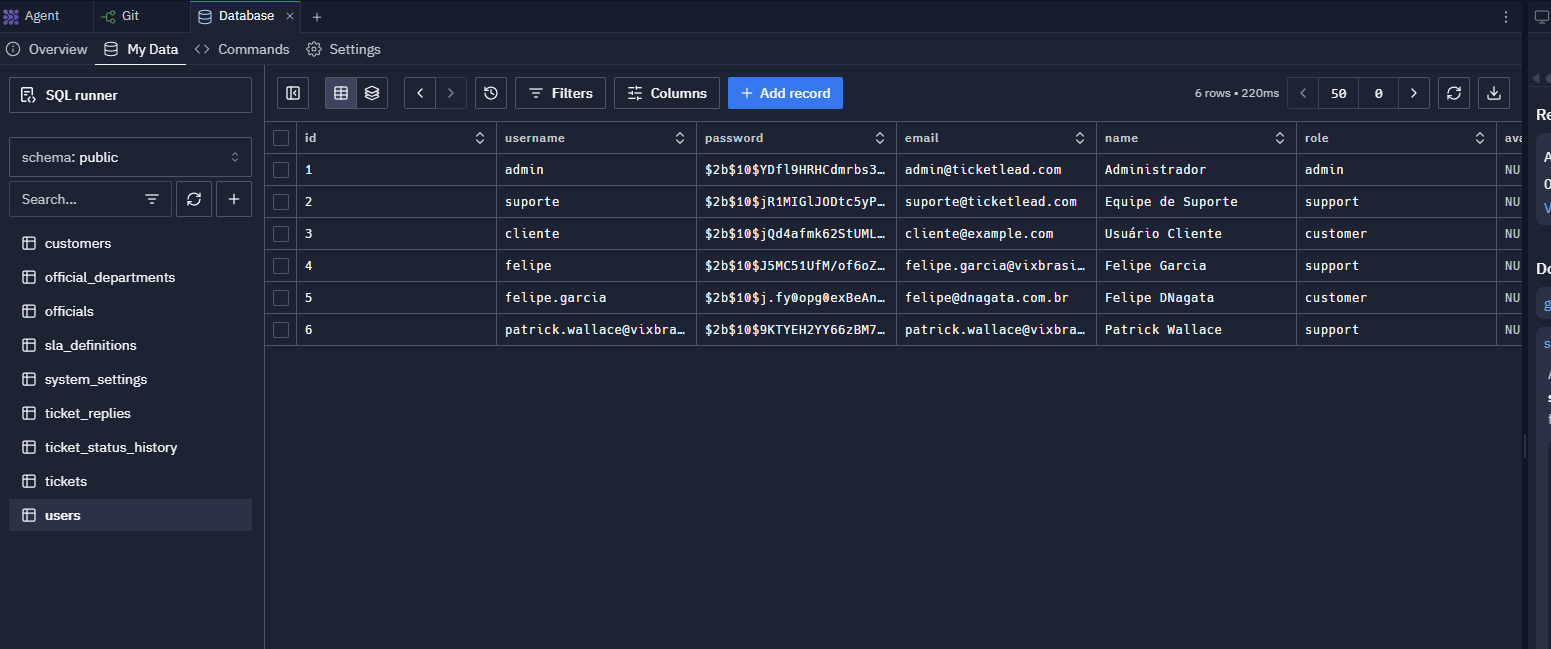 Agent Git Database
Overview My Data Commands Settings
SQL runner
Filters Columns Add record 6 rows • 220ms 50 0
schema: public
Search...
customers
official_departments
officials
sla_definitions
system_settings
ticket_replies
ticket_status_history
tickets
users
id username password email name role ava
1 admin $2b$10$YDfl9HRHCdmrbs3… admin@ticketlead.com Administrador admin NU
2 suporte $2b$10$jR1MIGlJODtc5yP… suporte@ticketlead.com Equipe de Suporte support NU
3 cliente $2b$10$jQd4afmk62StUML… cliente@example.com Usuário Cliente customer NU
4 felipe $2b$10$J5MC51UfM/of6oZ… felipe.garcia@vixbrasi… Felipe Garcia support NU
5 felipe.garcia $2b$10$j.fy0opg0exBeAn… felipe@dnagata.com.br Felipe DNagata customer NU
6 patrick.wallace@vixbra… $2b$10$9KTYEH2YY66zBM7… patrick.wallace@vixbra… Patrick Wallace support NU
Re
A
0
V
Do
g
s